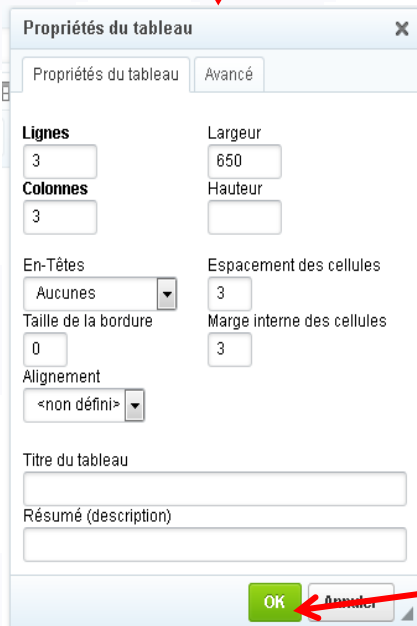 Propriétés du tableau
Propriétés du tableau Avancé
Lignes Largeur
3 650
Colonnes Hauteur
3
En-Têtes Espacement des cellules
Aucunes 3
Taille de la bordure Marge interne des cellules
0 3
Alignement
<non défini>
Titre du tableau
Résumé (description)
OK Annuler